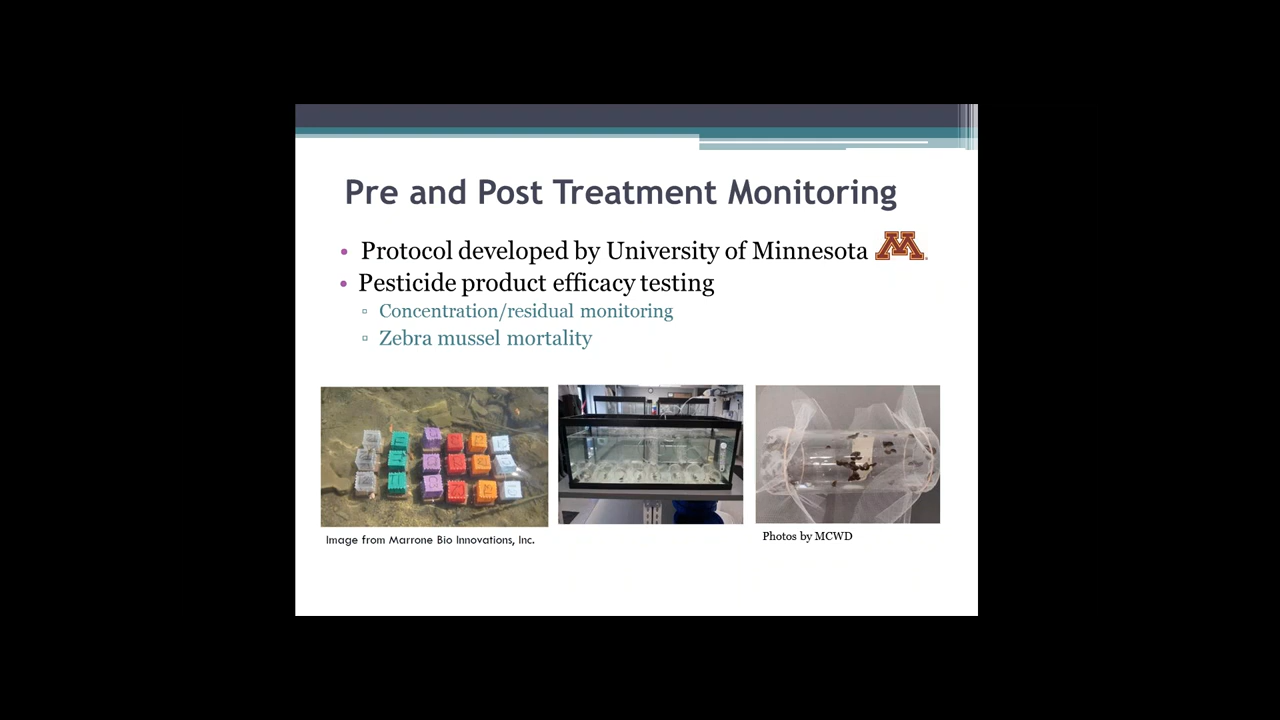 Pre and Post Treatment Monitoring
• Protocol developed by University of Minnesota M
• Pesticide product efficacy testing
▫ Concentration/residual monitoring
▫ Zebra mussel mortality
Image from Marrone Bio Innovations, Inc.
Photos by MCWD